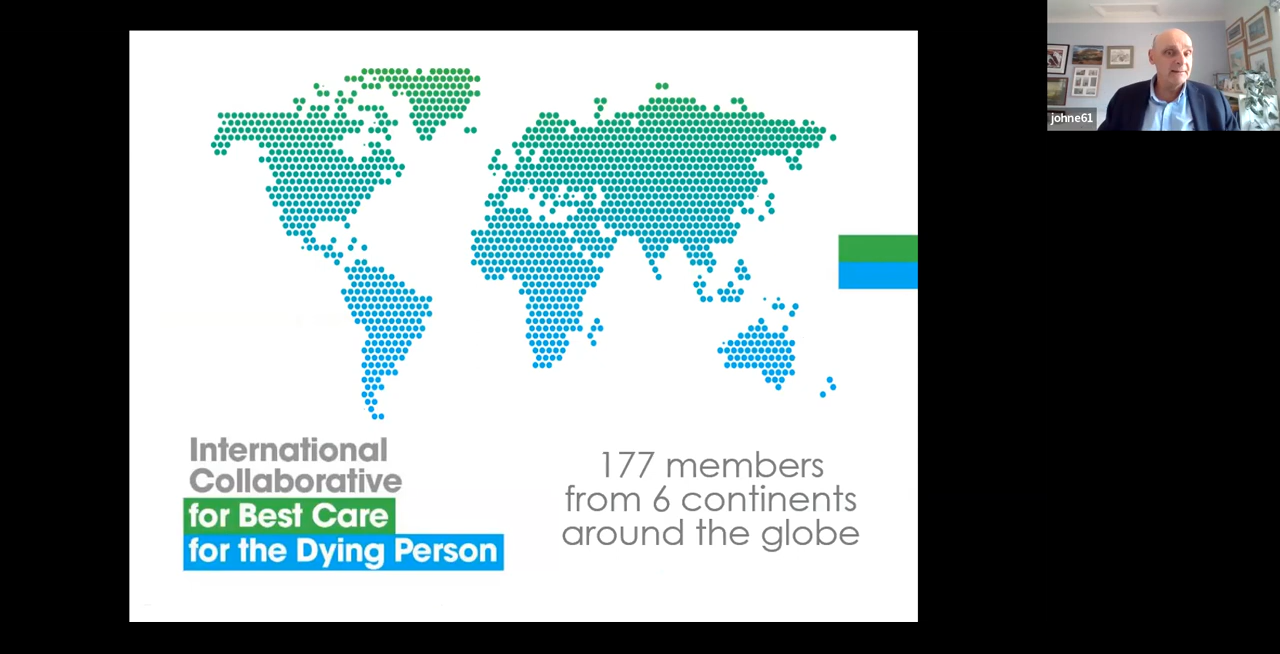 International
Collaborative
for Best Care
for the Dying Person
177 members
from 6 continents
around the globe
johne61